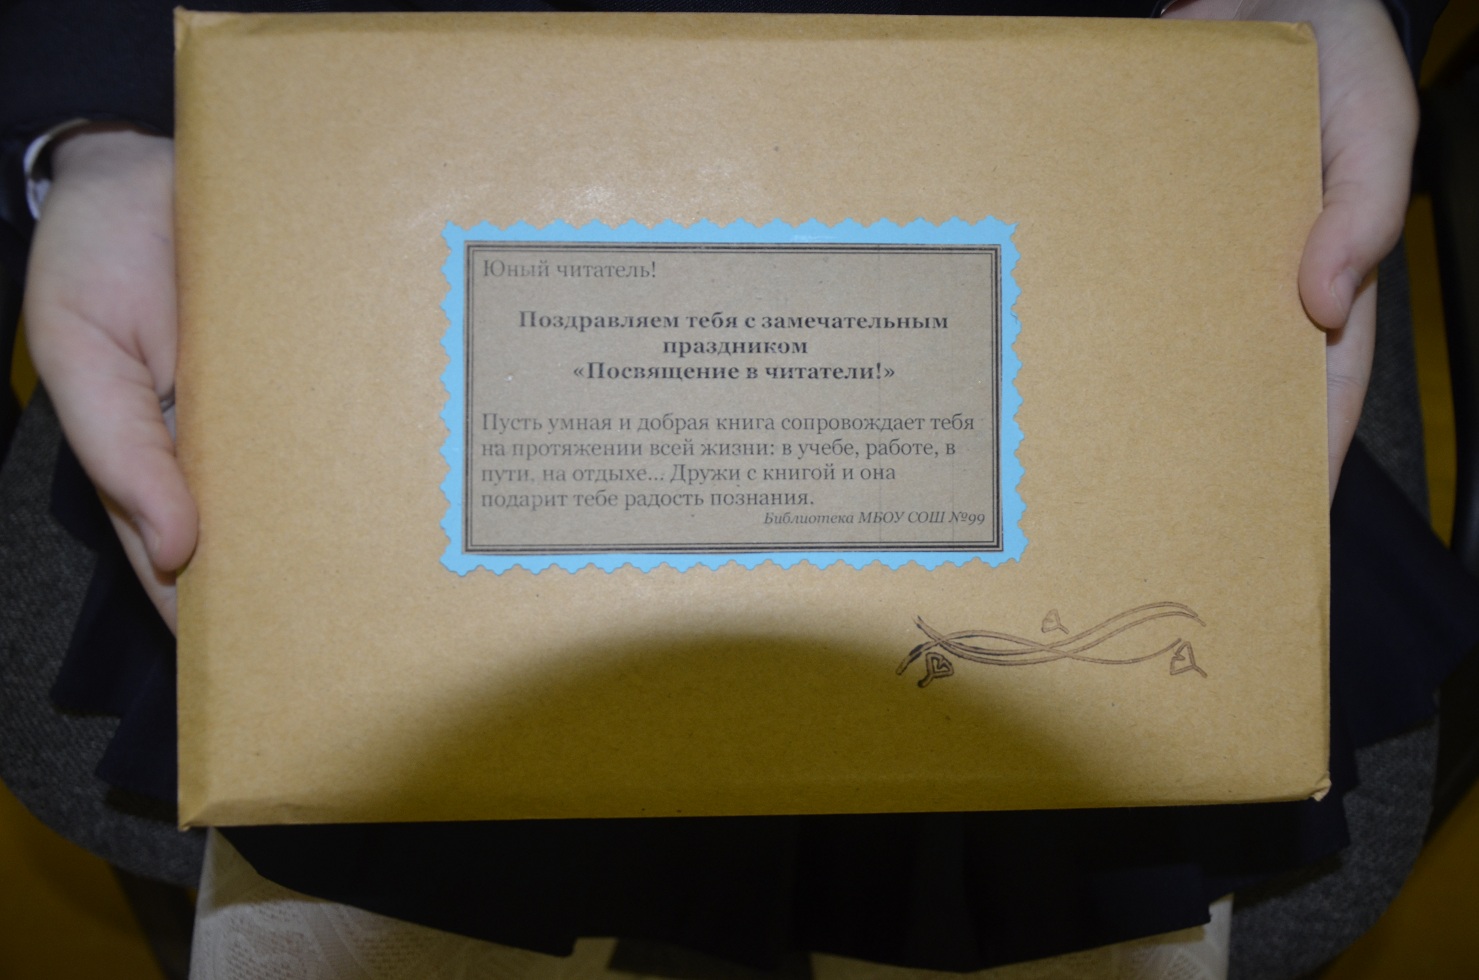 Юный читатель!
Поздравляем тебя с замечательным
праздником
«Посвящение в читатели!»
Пусть умная и добрая книга сопровождает тебя
на протяжении всей жизни: в учебе, работе, в
пути, на отдыхе... Дружи с книгой и она
подарит тебе радость познания.
Библиотека МБОУ СОШ №99